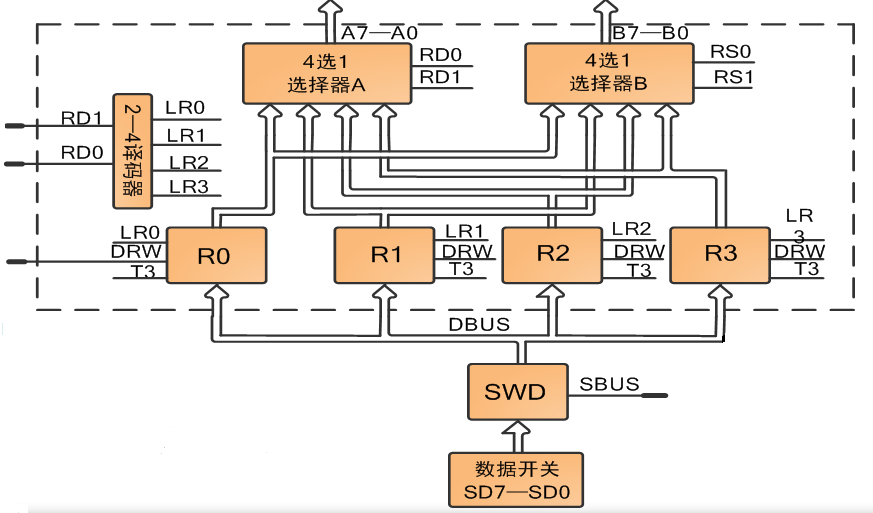 A7—A0
B7—B0
4选1
选择器A
RD0
RD1
4选1
选择器B
RS0
RS1
RD1
RD0
2—4译码器
LR0
LR1
LR2
LR3
LR0
DRW
T3
R0
R1
LR1
DRW
T3
R2
LR2
DRW
T3
R3
LR
3
DRW
T3
DBUS
SWD
SBUS
数据开关
SD7—SD0